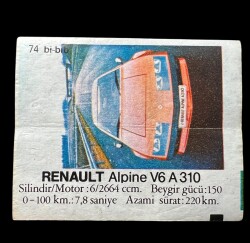 74 bi-bip
RENAULT Alpine V6 A 310
Silindir/Motor : 6/2664 ccm. Beygir gücü: 150
0-100 km.: 7,8 saniye Azami sürat: 220 km.